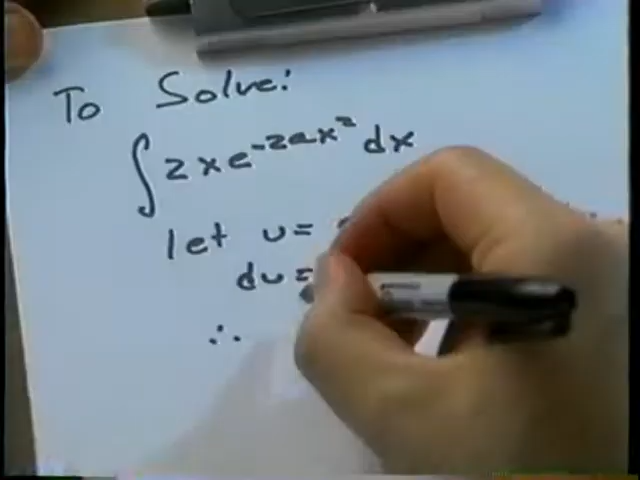 To Solve:
∫2xe^-2ax² dx
let u=
du=
∴